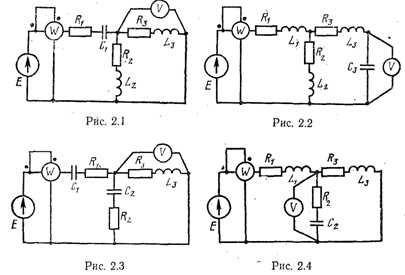 W R1 C1 R3 V L3
E R2 L2
Рис. 2.1
W R1 L1 R3 L3
E R2 L2 C3 V
Рис. 2.2
W C1 R1 R3 V L3
E C2 R2
Рис. 2.3
W R1 L1 R3 L3
E V R2 C2
Рис. 2.4